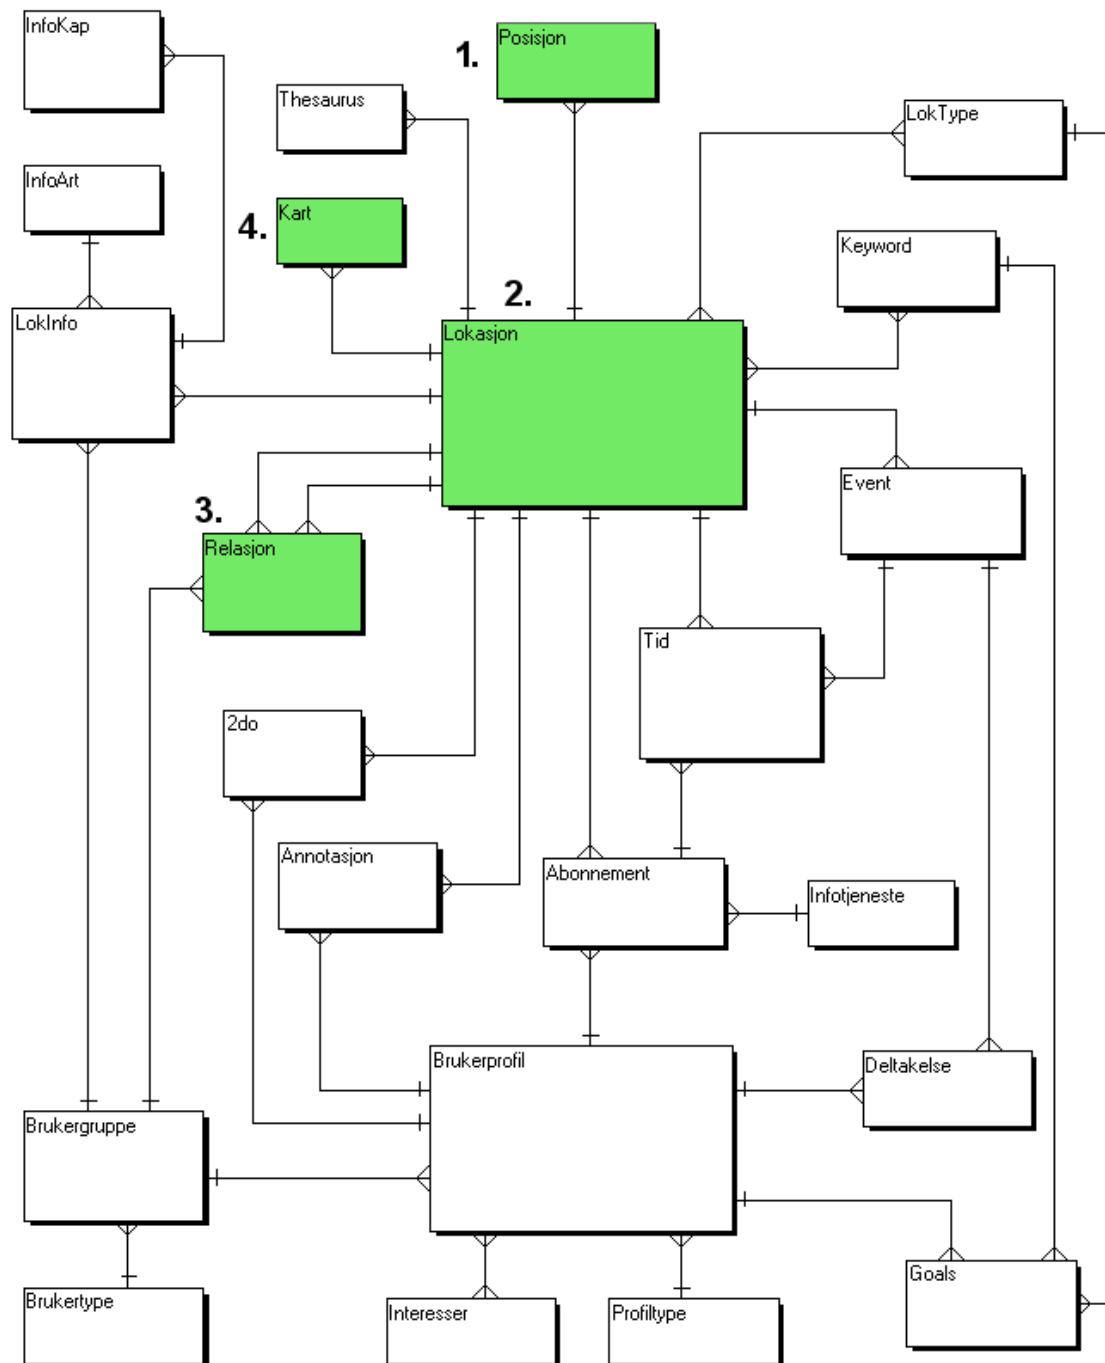 InfoKap
1.
Posisjon
Thesaurus
LokType
InfoArt
4.
Kart
Keyword
2.
LokInfo
Lokasjon
Event
3.
Relasjon
Tid
2do
Annotasjon
Abonnement
Infotjeneste
Brukerprofil
Deltakelse
Brukergruppe
Goals
Brukertype
Interesser
Profiltype